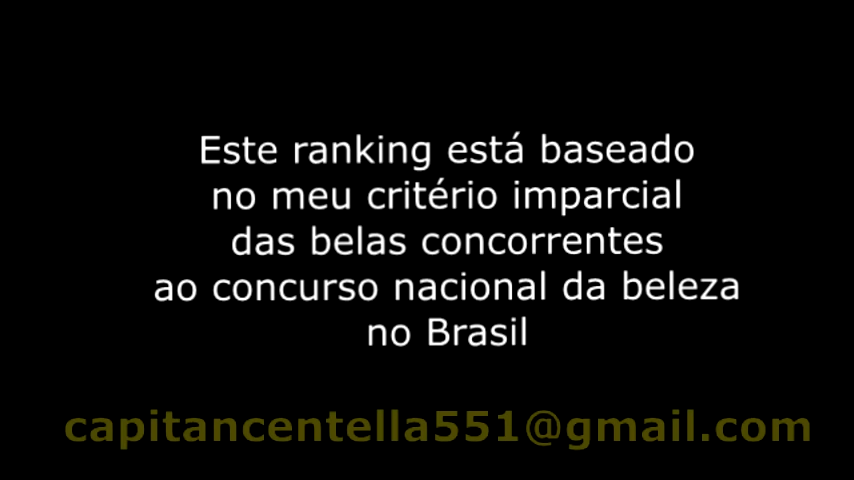 Este ranking está baseado
no meu critério imparcial
das belas concorrentes
ao concurso nacional da beleza
no Brasil
capitancentella551@gmail.com